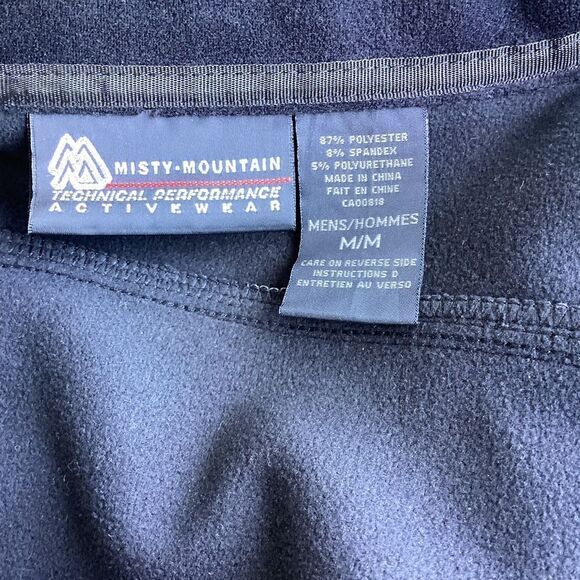 MISTY·MOUNTAIN
TECHNICAL PERFORMANCE
ACTIVEWEAR
87% POLYESTER
8% SPANDEX
5% POLYURETHANE
MADE IN CHINA
FAIT EN CHINE
CA00818
MENS/HOMMES
M/M
CARE ON REVERSE SIDE
INSTRUCTIONS D
ENTRETIEN AU VERSO